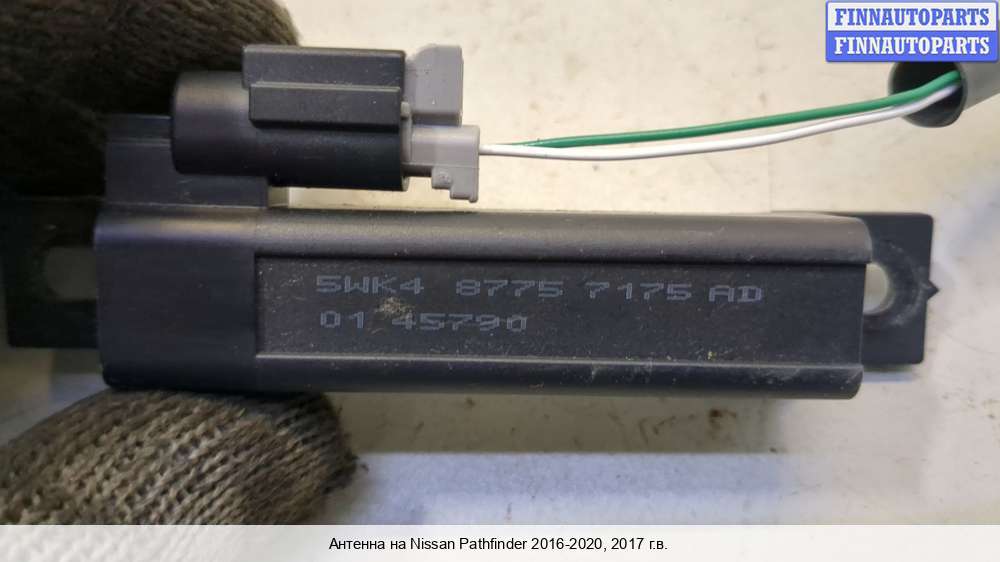 FINNAUTOPARTS
FINNAUTOPARTS
5WK4 8775 7175 AD
01 45790
Антенна на Nissan Pathfinder 2016-2020, 2017 г.в.